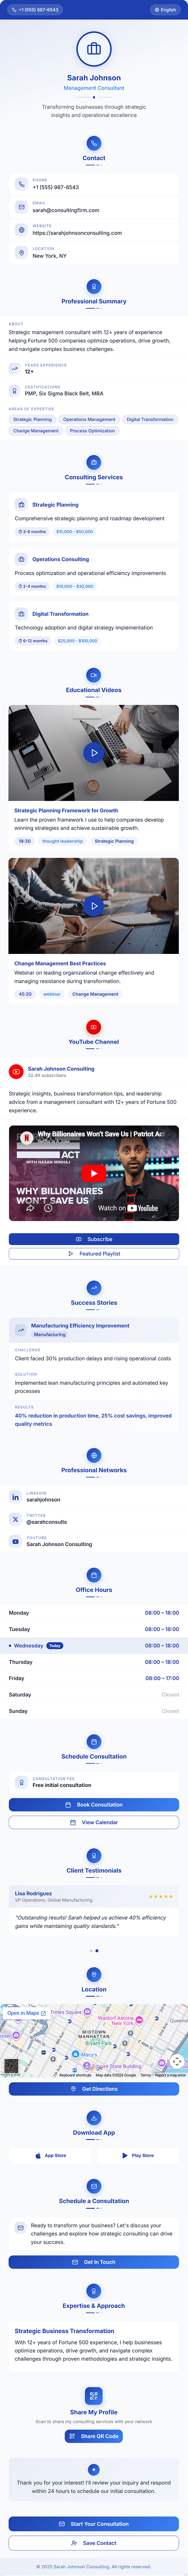 +1 (555) 987-6543
English
Sarah Johnson
Management Consultant
Transforming businesses through strategic
insights and operational excellence
Contact
PHONE
+1 (555) 987-6543
EMAIL
sarah@consultingfirm.com
WEBSITE
https://sarahjohnsonconsulting.com
LOCATION
New York, NY
Professional Summary
ABOUT
Strategic management consultant with 12+ years of experience
helping Fortune 500 companies optimize operations, drive growth,
and navigate complex business challenges.
YEARS EXPERIENCE
12+
CERTIFICATIONS
PMP, Six Sigma Black Belt, MBA
AREAS OF EXPERTISE
Strategic Planning
Operations Management
Digital Transformation
Change Management
Process Optimization
Consulting Services
Strategic Planning
Comprehensive strategic planning and roadmap development
3-6 months
$15,000 - $50,000
Operations Consulting
Process optimization and operational efficiency improvements
2-4 months
$10,000 - $30,000
Digital Transformation
Technology adoption and digital strategy implementation
6-12 months
$25,000 - $100,000
Educational Videos
Strategic Planning Framework for Growth
Learn the proven framework I use to help companies develop
winning strategies and achieve sustainable growth.
18:30
thought leadership
Strategic Planning
Change Management Best Practices
Webinar on leading organizational change effectively and
managing resistance during transformation.
45:20
webinar
Change Management
YouTube Channel
Sarah Johnson Consulting
32.4K subscribers
Strategic insights, business transformation tips, and leadership
advice from a management consultant with 12+ years of Fortune 500
experience.
Why Billionaires Won't Save Us | Patriot Act
ACT
WITH HASAN MINHAJ
WHY BILLIONAIRES
WON'T SAVE US
Watch on YouTube
Subscribe
Featured Playlist
Success Stories
Manufacturing Efficiency Improvement
Manufacturing
CHALLENGE
Client faced 30% production delays and rising operational costs
SOLUTION
Implemented lean manufacturing principles and automated key
processes
RESULTS
40% reduction in production time, 25% cost savings, improved
quality metrics
Professional Networks
LINKEDIN
sarahjohnson
TWITTER
@sarahconsults
YOUTUBE
Sarah Johnson Consulting
Office Hours
Monday 08:00 – 18:00
Tuesday 08:00 – 18:00
Wednesday Today 08:00 – 18:00
Thursday 08:00 – 18:00
Friday 08:00 – 17:00
Saturday Closed
Sunday Closed
Schedule Consultation
CONSULTATION FEE
Free initial consultation
Book Consultation
View Calendar
Client Testimonials
Lisa Rodriguez
VP Operations, Global Manufacturing
"Outstanding results! Sarah helped us achieve 40% efficiency
gains while maintaining quality standards."
Location
Open in Maps
Times Square
Waldorf Astoria
New York
MIDTOWN
MANHATTAN
Bryant Park
Macy's
Empire State Building
Keyboard shortcuts
Map data ©2026 Google
Terms
Report a map error
Get Directions
Download App
App Store
Play Store
Schedule a Consultation
Ready to transform your business? Let's discuss your
challenges and explore how strategic consulting can drive
your success.
Get In Touch
Expertise & Approach
Strategic Business Transformation
With 12+ years of Fortune 500 experience, I help businesses
optimize operations, drive growth, and navigate complex
challenges through proven methodologies and strategic insights.
Share My Profile
Scan to share my consulting services with your network
Share QR Code
Thank you for your interest! I'll review your inquiry and respond
within 24 hours to schedule our initial consultation.
Start Your Consultation
Save Contact
© 2025 Sarah Johnson Consulting. All rights reserved.